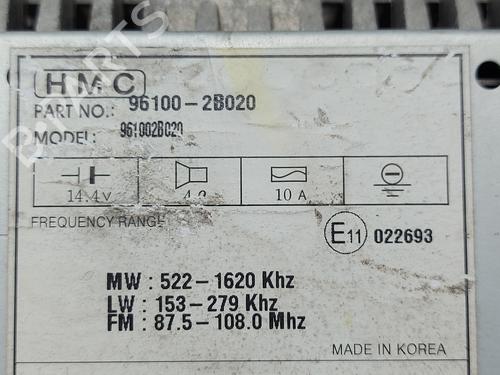 HMC
PART NO.: 96100-2B020
MODEL: 961002B020
14.4V 4Ω 10 A
FREQUENCY RANGE
E11 022693
MW : 522-1620 Khz
LW : 153-279 Khz
FM : 87.5-108.0 Mhz
MADE IN KOREA